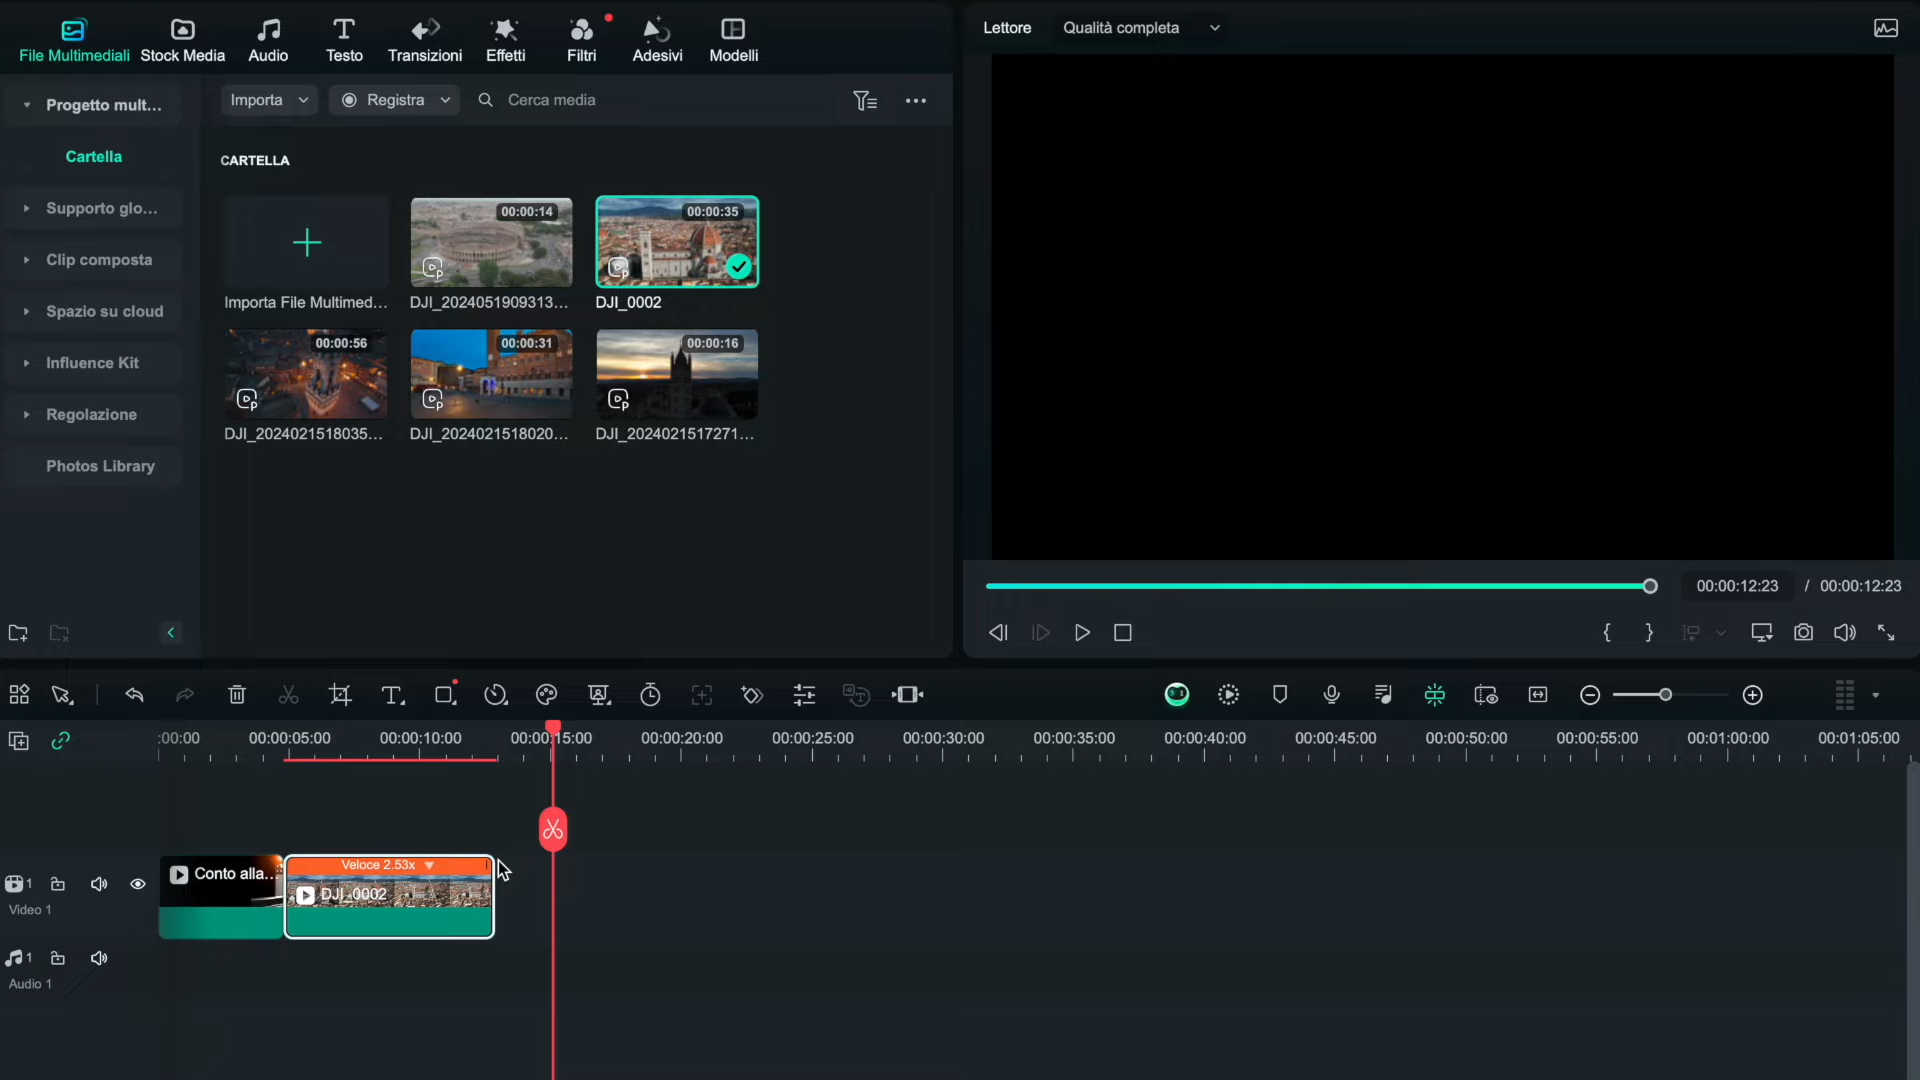 File Multimediali
Stock Media
Audio
Testo
Transizioni
Effetti
Filtri
Adesivi
Modelli
Lettore
Qualità completa
Progetto mult...
Importa
Registra
Cerca media
Cartella
CARTELLA
Supporto glo...
Clip composta
Spazio su cloud
Influence Kit
Regolazione
Photos Library
00:00:14
00:00:35
Importa File Multimed...
DJI_2024051909313...
DJI_0002
00:00:56
00:00:31
00:00:16
DJI_2024021518035...
DJI_2024021518020...
DJI_2024021517271...
00:00:12:23 / 00:00:12:23
:00:00
00:00:05:00
00:00:10:00
00:00:15:00
00:00:20:00
00:00:25:00
00:00:30:00
00:00:35:00
00:00:40:00
00:00:45:00
00:00:50:00
00:00:55:00
00:01:00:00
00:01:05:00
Conto alla...
Veloce 2.53x
DJI_0002
1
Video 1
1
Audio 1